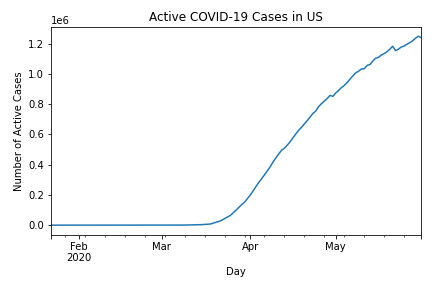 Active COVID-19 Cases in US
1e6
1.2
1.0
0.8
0.6
0.4
0.2
0.0
Number of Active Cases
Feb Mar Apr May
2020
Day